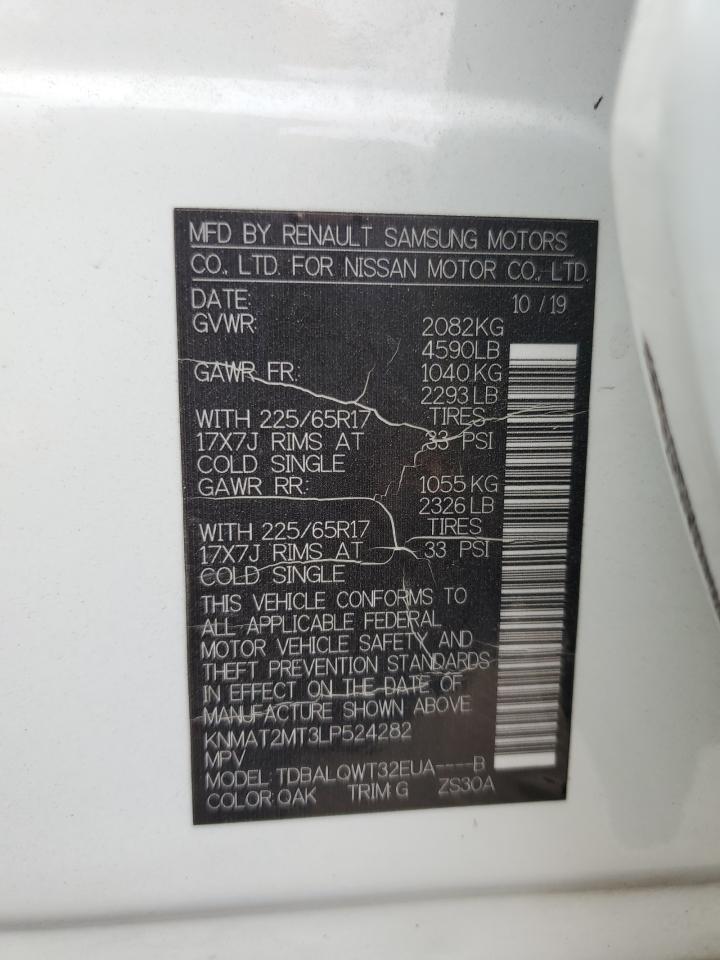 MFD BY RENAULT SAMSUNG MOTORS
CO., LTD. FOR NISSAN MOTOR CO., LTD.
DATE: 10 / 19
GVWR: 2082KG
4590LB
GAWR FR.: 1040KG
2293LB
WITH 225/65R17 TIRES
17X7J RIMS AT 33 PSI
COLD SINGLE
GAWR RR.: 1055KG
2326LB
WITH 225/65R17 TIRES
17X7J RIMS AT 33 PSI
COLD SINGLE
THIS VEHICLE CONFORMS TO
ALL APPLICABLE FEDERAL
MOTOR VEHICLE SAFETY AND
THEFT PREVENTION STANDARDS
IN EFFECT ON THE DATE OF
MANUFACTURE SHOWN ABOVE
KNMAT2MT3LP524282
MPV
MODEL: TDBALQWT32EUA----B
COLOR: QAK TRIM: G ZS30A